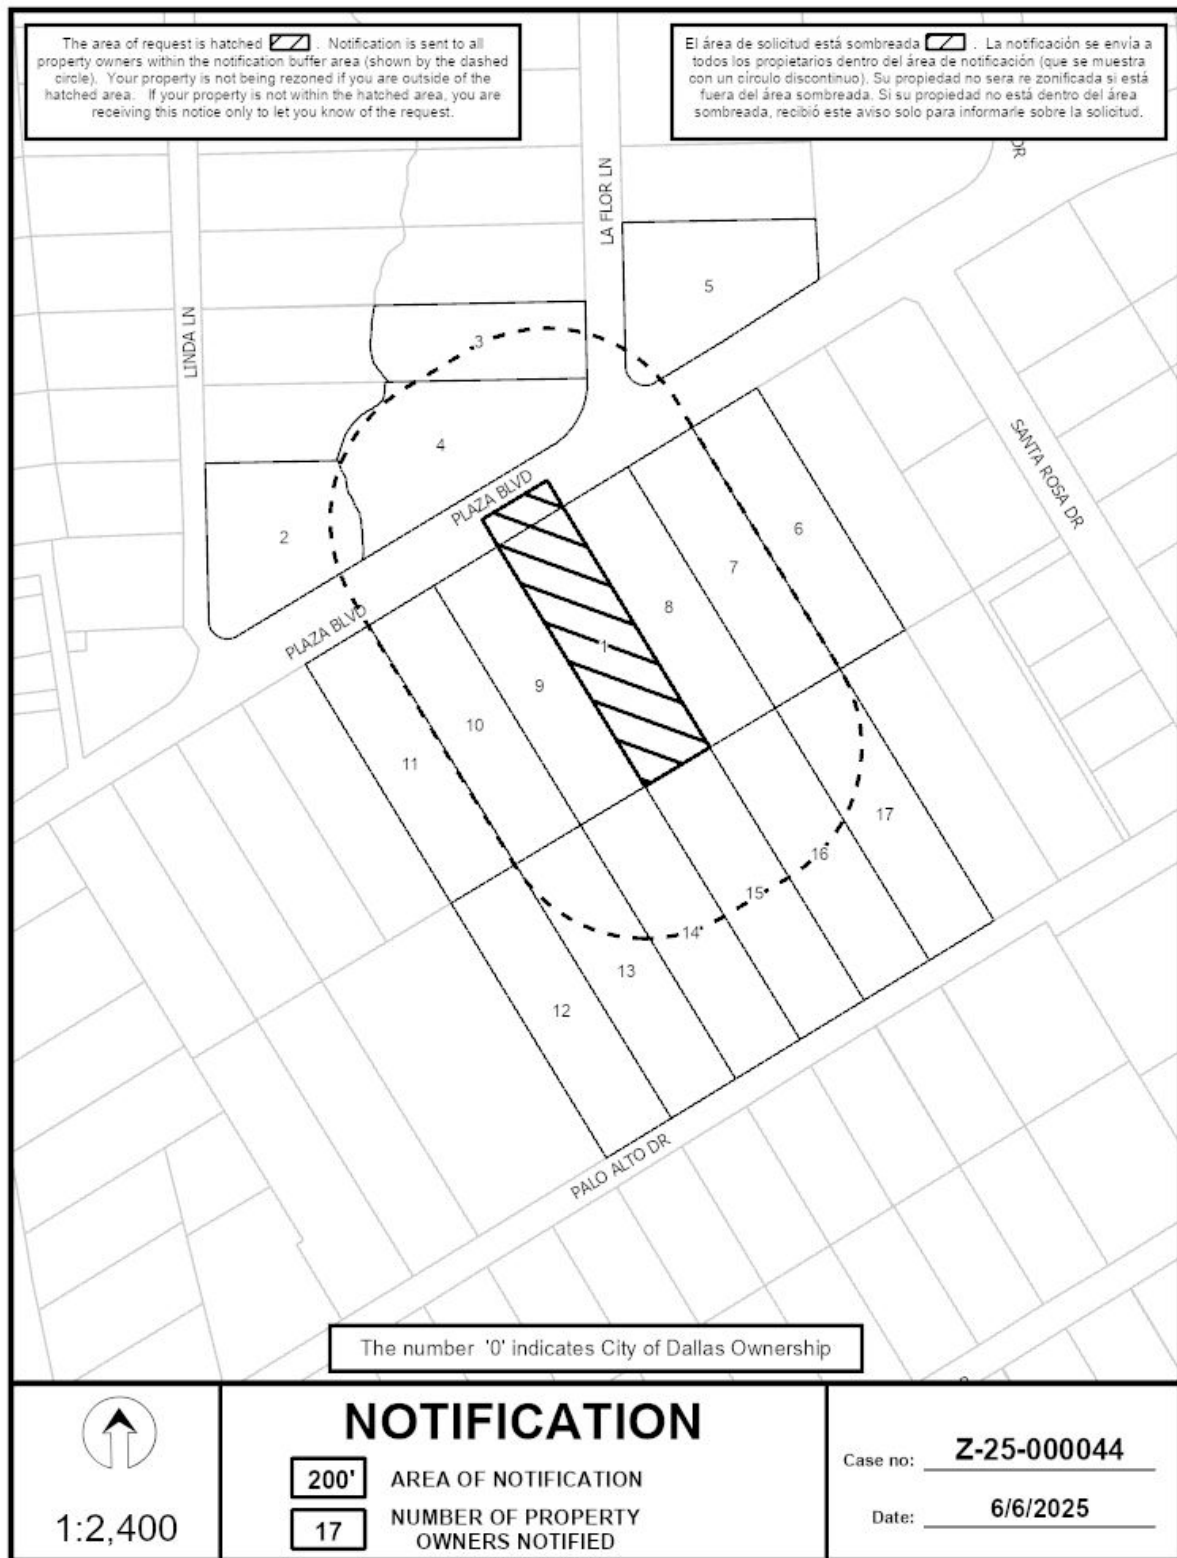 The area of request is hatched . Notification is sent to all
property owners within the notification buffer area (shown by the dashed
circle). Your property is not being rezoned if you are outside of the
hatched area. If your property is not within the hatched area, you are
receiving this notice only to let you know of the request.
El área de solicitud está sombreada . La notificación se envía a
todos los propietarios dentro del área de notificación (que se muestra
con un círculo discontinuo). Su propiedad no sera re zonificada si está
fuera del área sombreada. Si su propiedad no está dentro del área
sombreada, recibió este aviso solo para informarle sobre la solicitud.
DR
LA FLOR LN
5
LINDA LN
3
4
SANTA ROSA DR
PLAZA BLVD
2
6
7
8
PLAZA BLVD
1
9
10
11
17
16
15
14
13
12
PALO ALTO DR
The number '0' indicates City of Dallas Ownership
1:2,400
NOTIFICATION
200' AREA OF NOTIFICATION
17 NUMBER OF PROPERTY
OWNERS NOTIFIED
Case no: Z-25-000044
Date: 6/6/2025